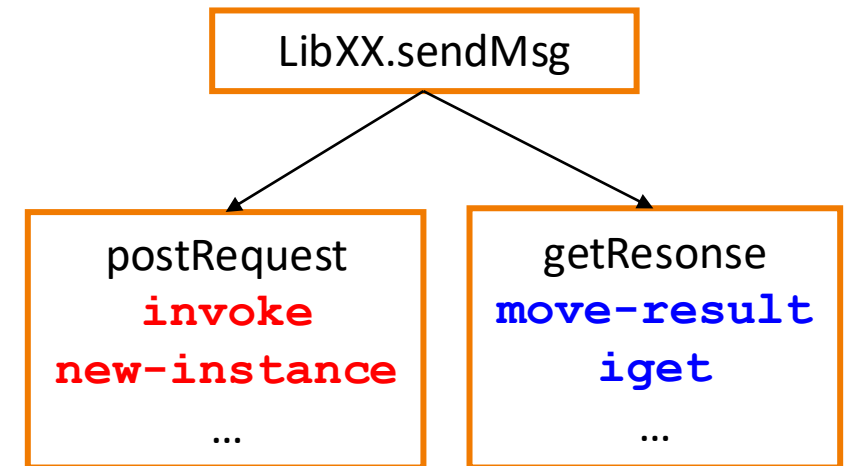 LibXX.sendMsg
postRequest
invoke
new-instance
...
getResonse
move-result
iget
...